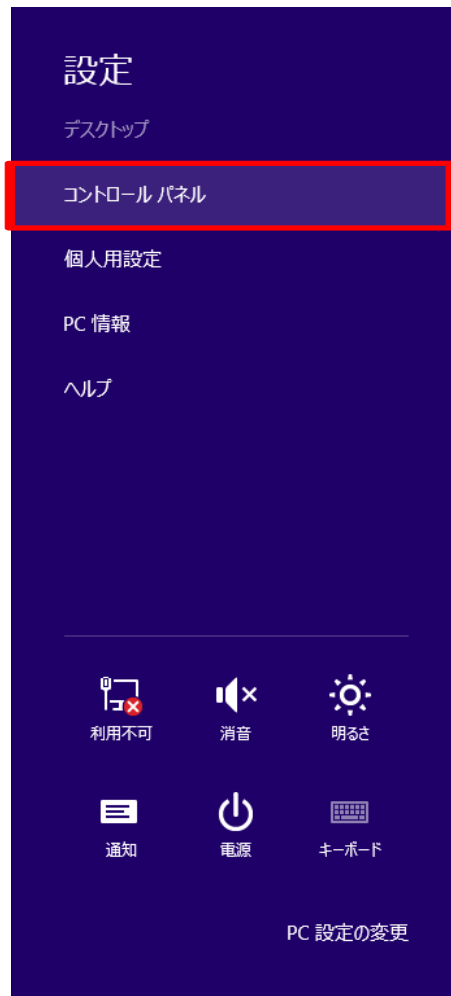 設定
デスクトップ
コントロール パネル
個人用設定
PC 情報
ヘルプ
利用不可
消音
明るさ
通知
電源
キーボード
PC 設定の変更